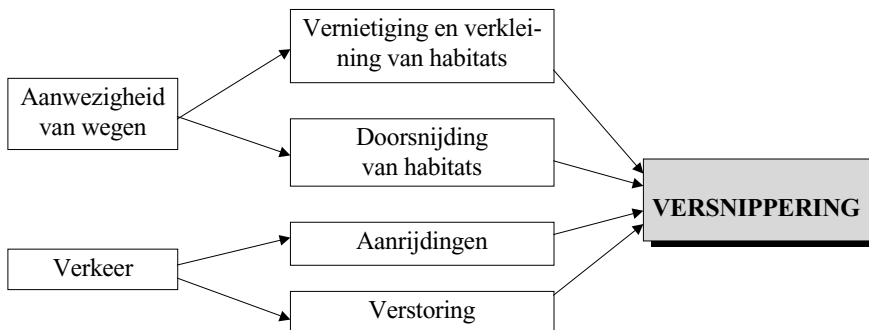 Aanwezigheid
van wegen
Verkeer
Vernietiging en verklei-
ning van habitats
Doorsnijding
van habitats
Aanrijdingen
Verstoring
VERSNIPPERING